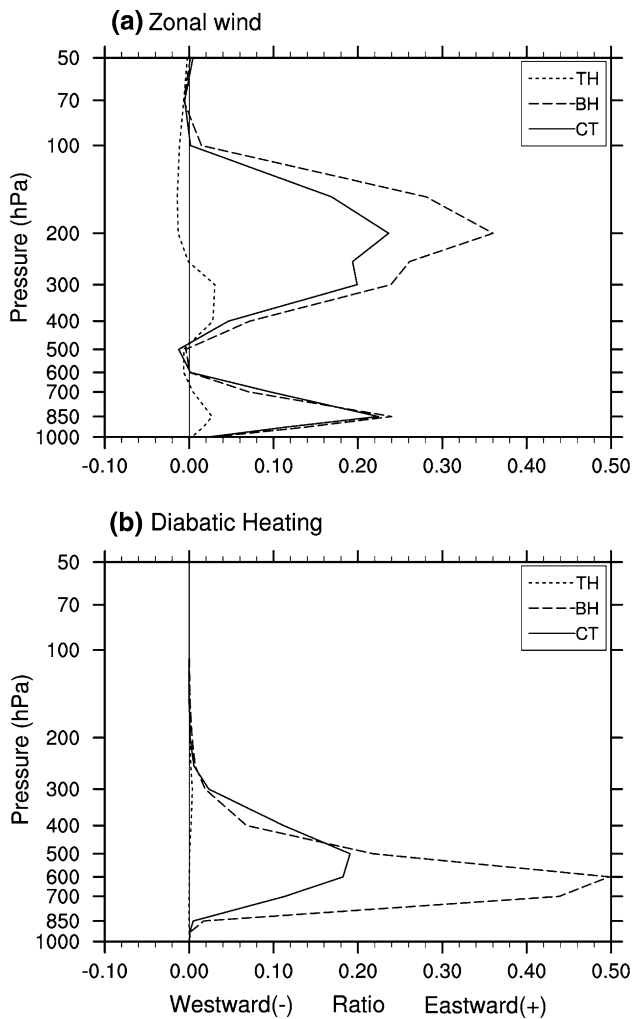 (a) Zonal wind
50
70
100
200
300
400
500
600
700
850
1000
Pressure (hPa)
TH
BH
CT
-0.10 0.00 0.10 0.20 0.30 0.40 0.50
(b) Diabatic Heating
50
70
100
200
300
400
500
600
700
850
1000
Pressure (hPa)
TH
BH
CT
-0.10 0.00 0.10 0.20 0.30 0.40 0.50
Westward(-) Ratio Eastward(+)